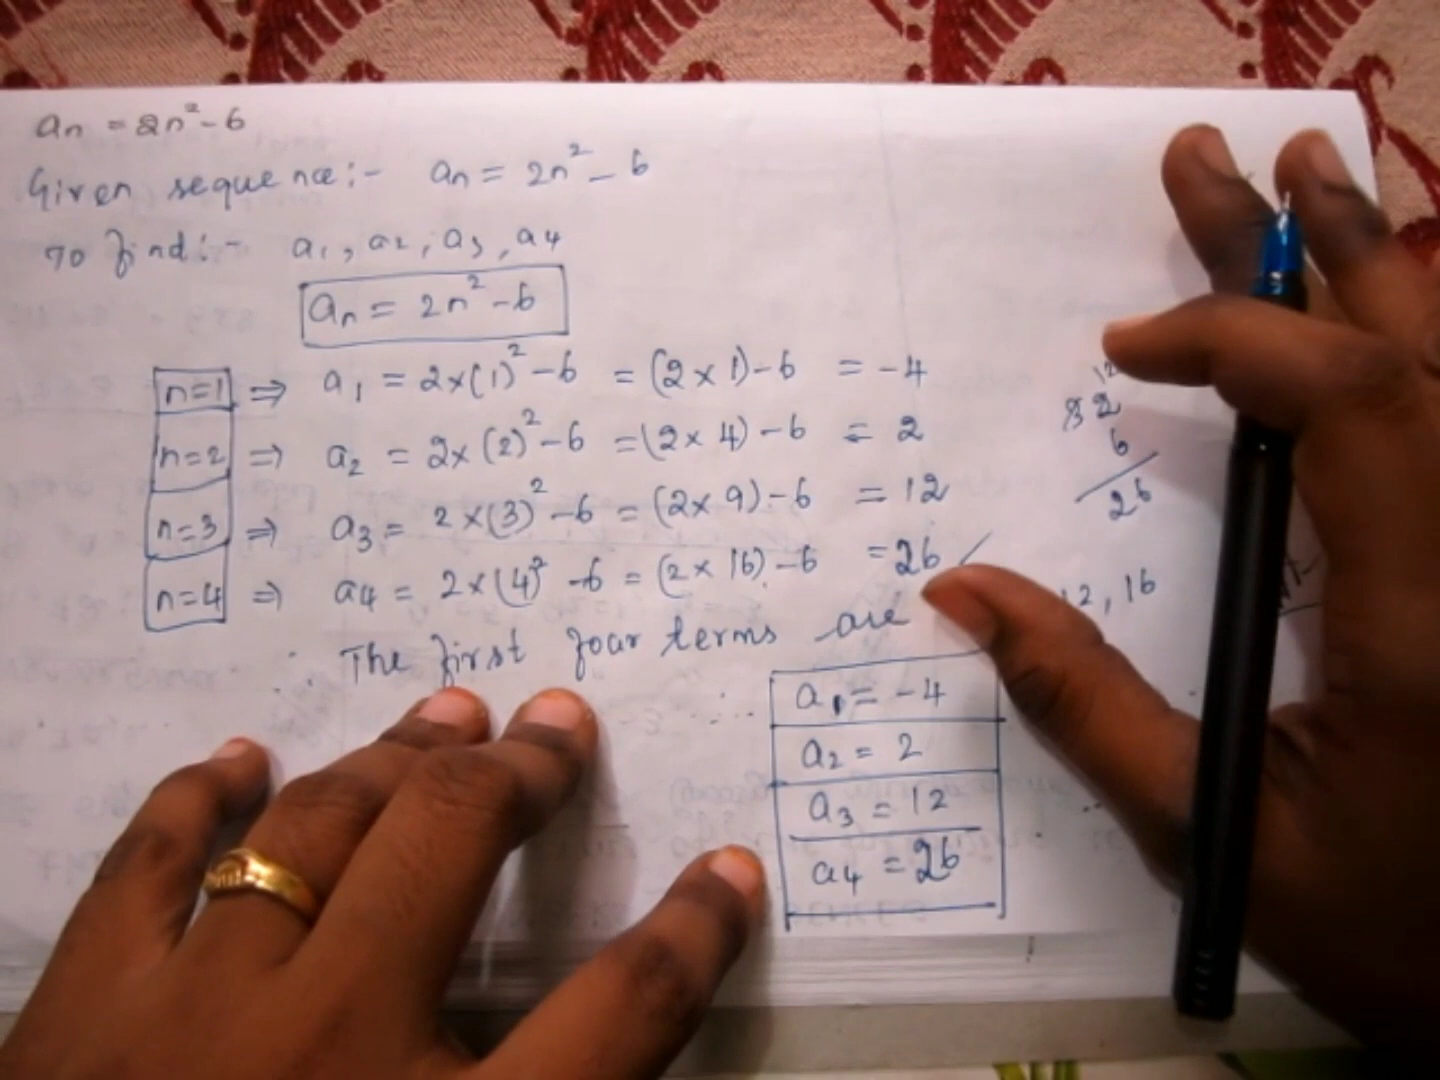 an = 2n² - 6
Given sequence:- an = 2n² - 6
To find:- a1, a2, a3, a4
an = 2n² - 6
n=1 ⇒ a1 = 2×(1)² - 6 = (2×1) - 6 = -4
n=2 ⇒ a2 = 2×(2)² - 6 = (2×4) - 6 = 2
n=3 ⇒ a3 = 2×(3)² - 6 = (2×9) - 6 = 12
n=4 ⇒ a4 = 2×(4)² - 6 = (2×16) - 6 = 26
∴ The first four terms are
a1 = -4
a2 = 2
a3 = 12
a4 = 26
12
32
6
26
12, 16